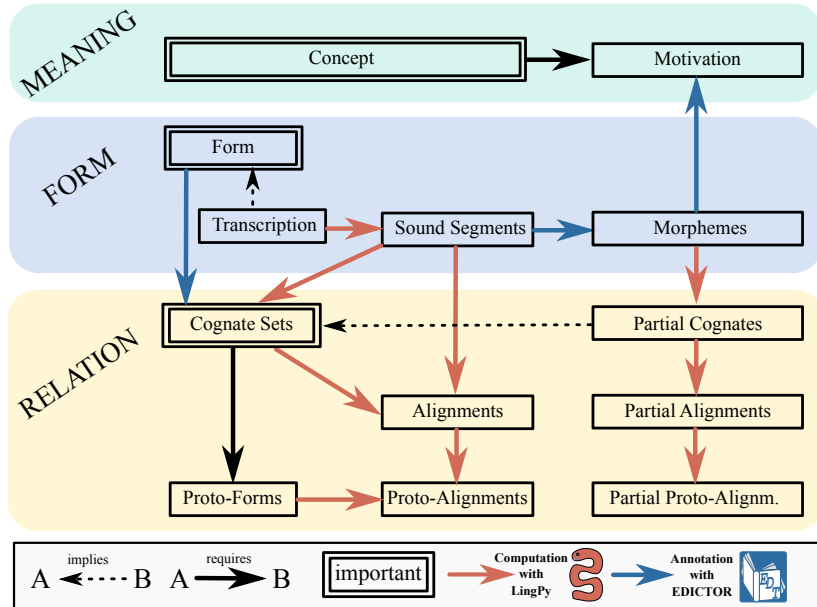 MEANING
Concept
Motivation
FORM
Form
Transcription
Sound Segments
Morphemes
RELATION
Cognate Sets
Partial Cognates
Alignments
Partial Alignments
Proto-Forms
Proto-Alignments
Partial Proto-Alignm.
A implies B
A requires B
important
Computation
with
LingPy
Annotation
with
EDICTOR
EDT